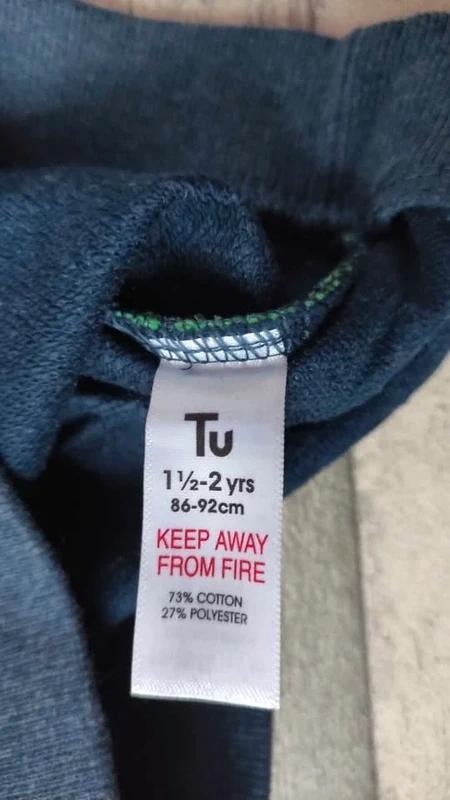 Tu
1½-2 yrs
86-92cm
KEEP AWAY
FROM FIRE
73% COTTON
27% POLYESTER